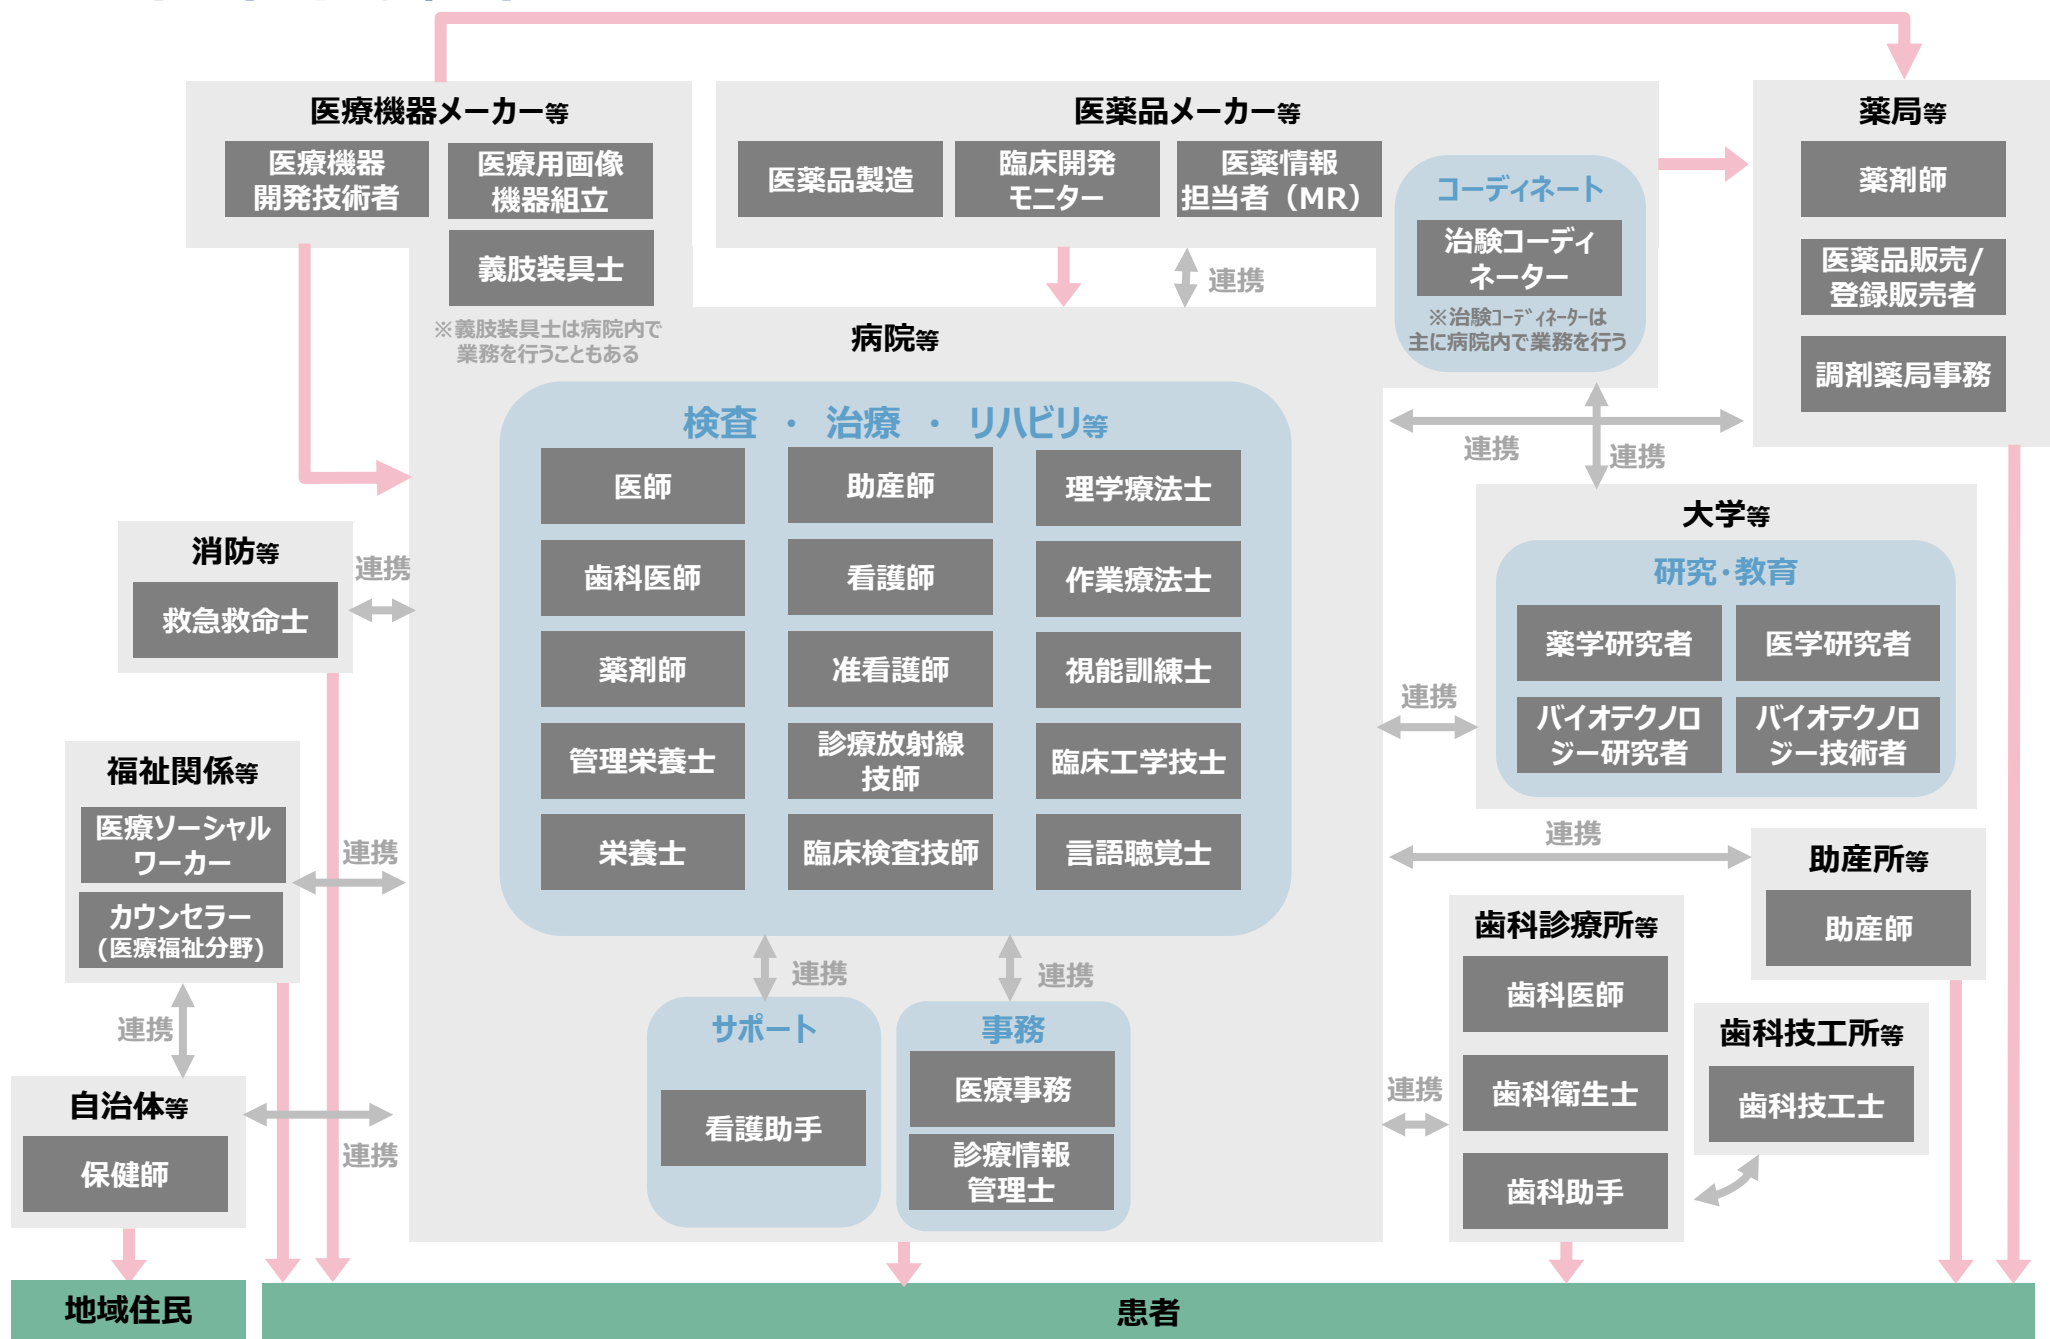 医療機器メーカー等
医療機器
開発技術者
医療用画像
機器組立
義肢装具士
※義肢装具士は病院内で
業務を行うこともある
医薬品メーカー等
医薬品製造
臨床開発
モニター
医薬情報
担当者（MR）
コーディネート
治験コーディ
ネーター
※治験ｺｰﾃﾞｨﾈｰﾀｰは
主に病院内で業務を行う
薬局等
薬剤師
医薬品販売/
登録販売者
調剤薬局事務
連携
連携
連携
病院等
検査 ・ 治療 ・ リハビリ等
医師
助産師
理学療法士
歯科医師
看護師
作業療法士
薬剤師
准看護師
視能訓練士
管理栄養士
診療放射線
技師
臨床工学技士
栄養士
臨床検査技師
言語聴覚士
連携
連携
サポート
看護助手
事務
医療事務
診療情報
管理士
消防等
救急救命士
連携
福祉関係等
医療ソーシャル
ワーカー
カウンセラー
(医療福祉分野)
連携
連携
自治体等
保健師
連携
大学等
研究・教育
薬学研究者
医学研究者
バイオテクノロ
ジー研究者
バイオテクノロ
ジー技術者
連携
連携
助産所等
助産師
歯科診療所等
歯科医師
歯科衛生士
歯科助手
連携
歯科技工所等
歯科技工士
地域住民
患者